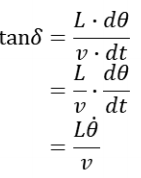 tanδ = L · dθ / v · dt
= L/v · dθ/dt
= Lθ̇ / v